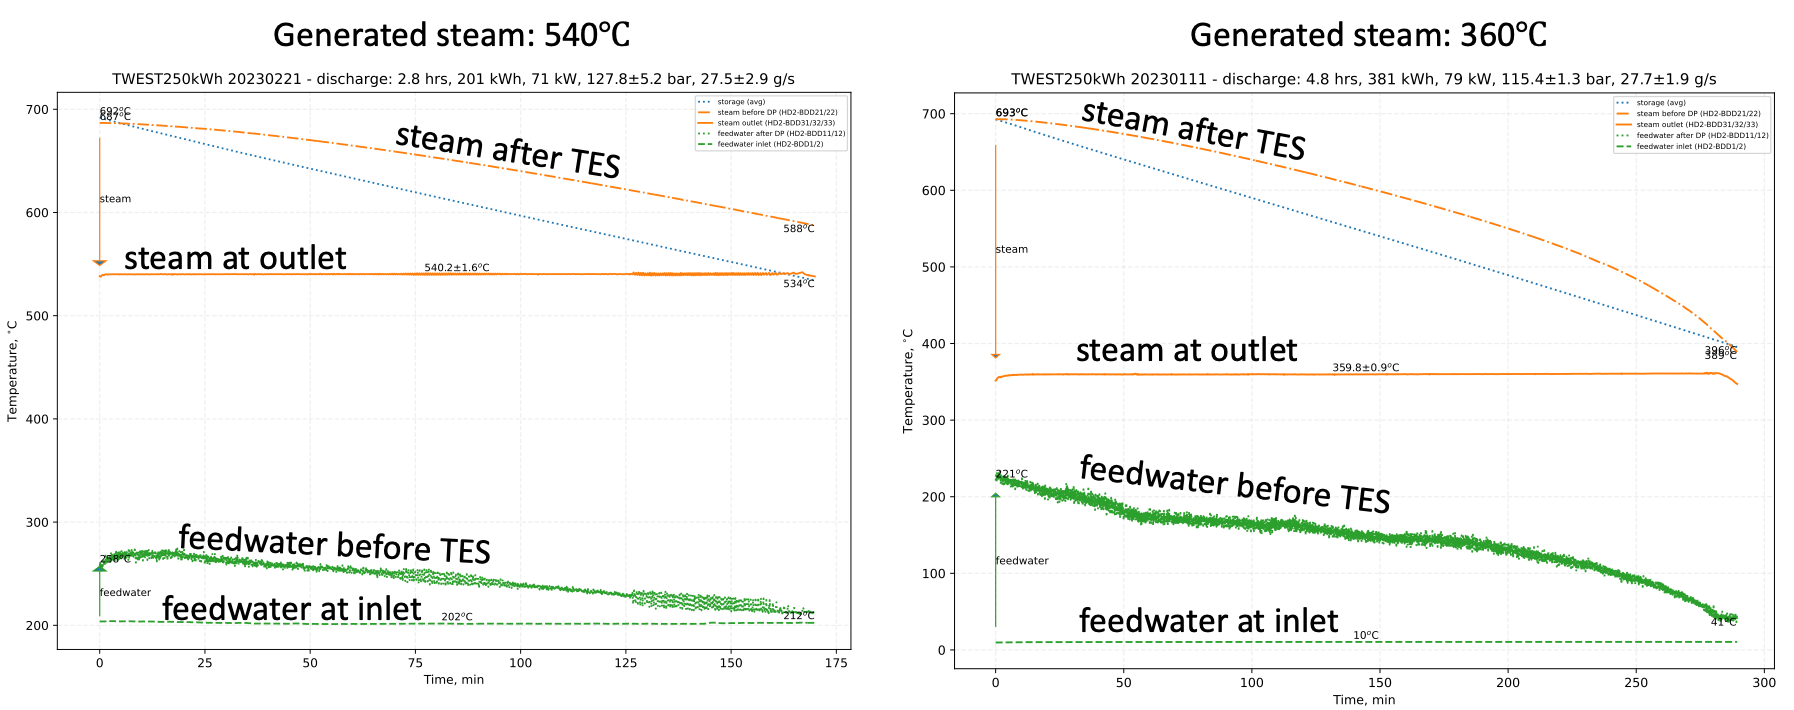 Generated steam: 540℃
TWEST250kWh 20230221 - discharge: 2.8 hrs, 201 kWh, 71 kW, 127.8±5.2 bar, 27.5±2.9 g/s
storage (avg)
steam before DP (HD2-BDD21/22)
steam outlet (HD2-BDD31/32/33)
feedwater after DP (HD2-BDD11/12)
feedwater inlet (HD2-BDD1/2)
692°C
687°C
steam after TES
steam
588°C
steam at outlet
540.2±1.6°C
534°C
feedwater before TES
258°C
feedwater
feedwater at inlet
202°C
212°C
Temperature, °C
700
600
500
400
300
200
0 25 50 75 100 125 150 175
Time, min
Generated steam: 360℃
TWEST250kWh 20230111 - discharge: 4.8 hrs, 381 kWh, 79 kW, 115.4±1.3 bar, 27.7±1.9 g/s
storage (avg)
steam before DP (HD2-BDD21/22)
steam outlet (HD2-BDD31/32/33)
feedwater after DP (HD2-BDD11/12)
feedwater inlet (HD2-BDD1/2)
693°C
steam after TES
steam
steam at outlet
396°C
389°C
359.8±0.9°C
feedwater before TES
221°C
feedwater
feedwater at inlet
10°C
41°C
Temperature, °C
700
600
500
400
300
200
100
0
0 50 100 150 200 250 300
Time, min